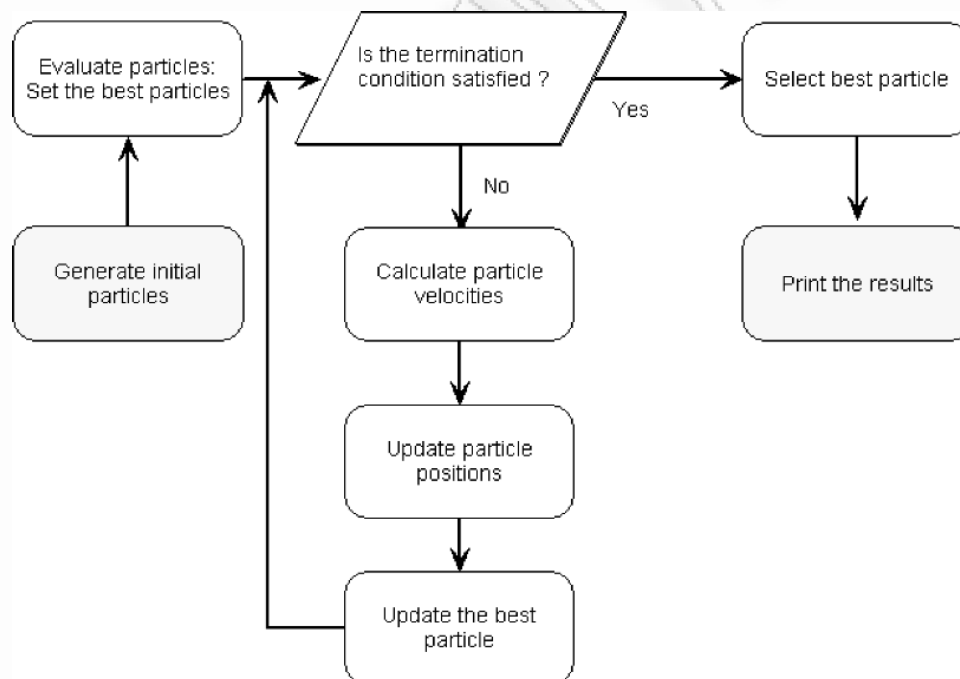 Evaluate particles:
Set the best particles
Is the termination
condition satisfied ?
Yes
Select best particle
No
Generate initial
particles
Calculate particle
velocities
Print the results
Update particle
positions
Update the best
particle